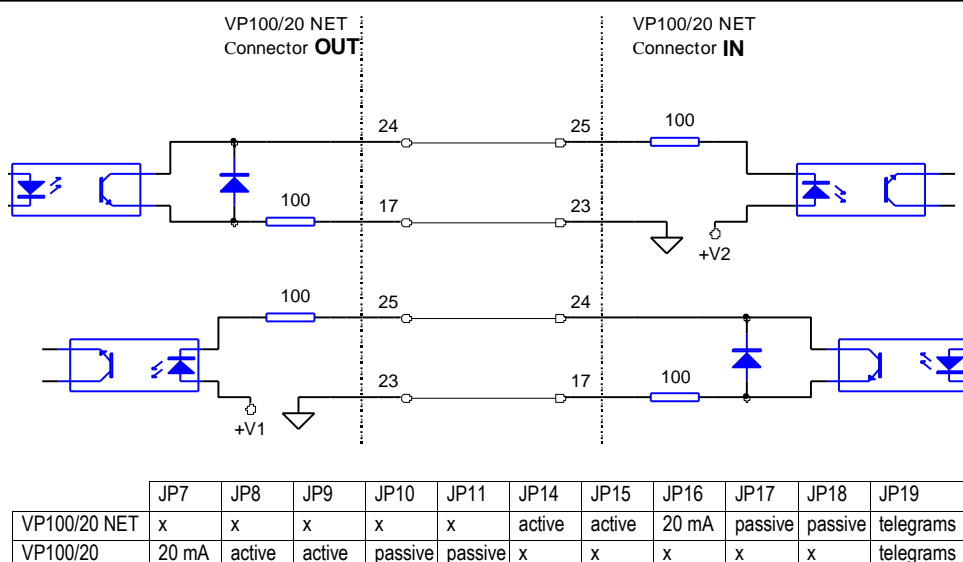 VP100/20 NET VP100/20 NET
Connector OUT Connector IN
24 25 100
100 17 23
+V2
100 25 24
23 17 100
+V1
JP7 JP8 JP9 JP10 JP11 JP14 JP15 JP16 JP17 JP18 JP19
VP100/20 NET x x x x x active active 20 mA passive passive telegrams
VP100/20 20 mA active active passive passive x x x x x telegrams